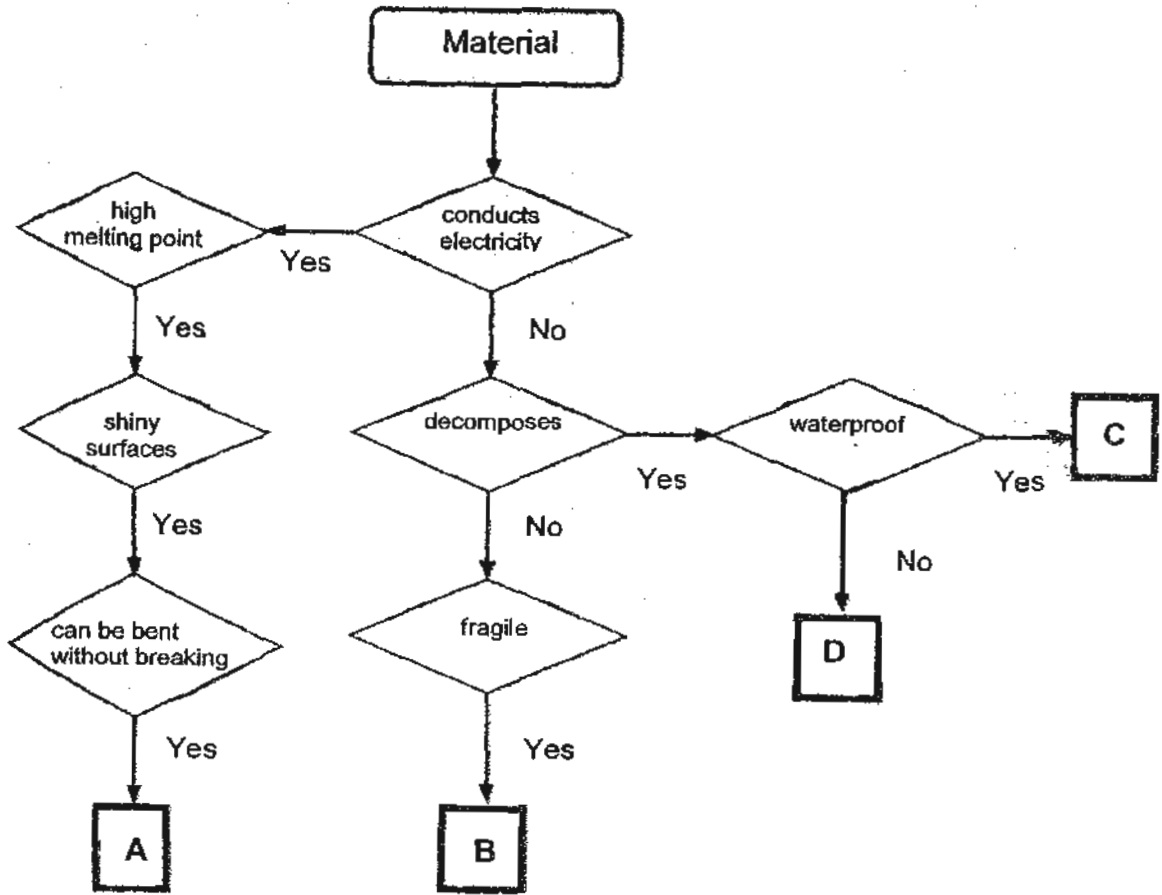 Material
high
melting point
conducts
electricity
Yes
Yes
No
shiny
surfaces
decomposes
waterproof
C
Yes
Yes
Yes
No
No
can be bent
without breaking
fragile
D
Yes
Yes
A
B